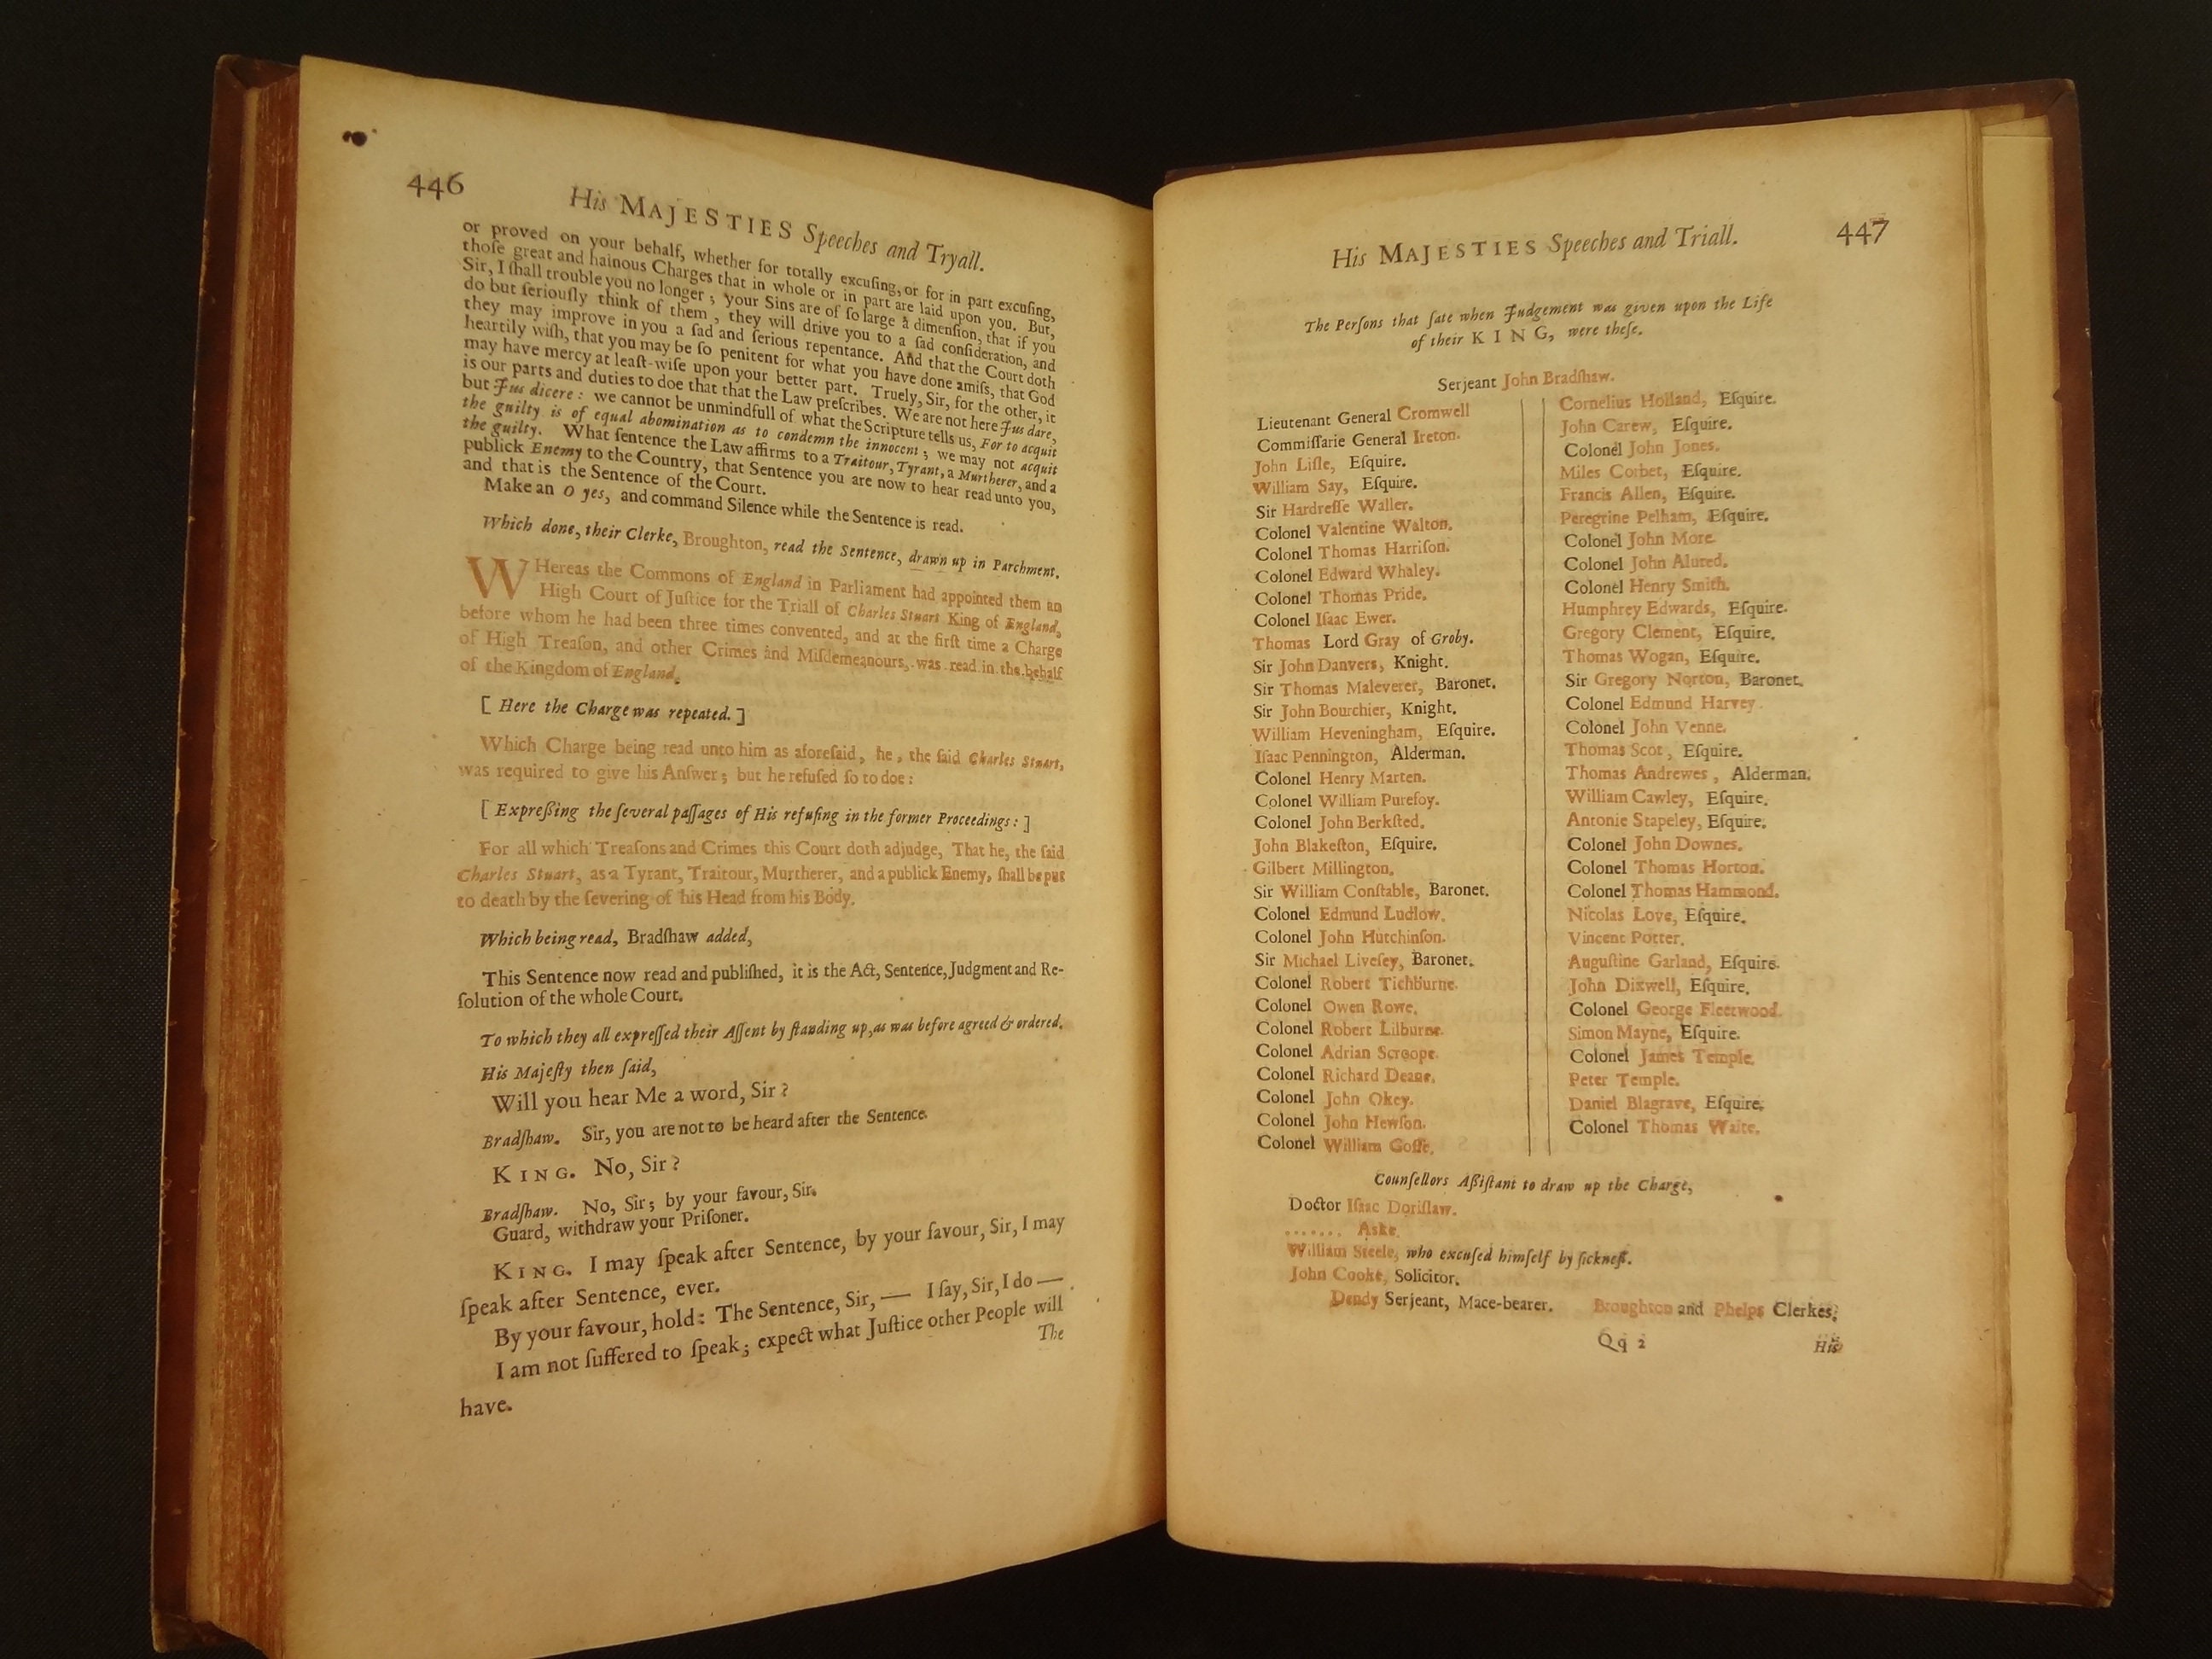 446
His MAJESTIES Speeches and Tryall.
or proved on your behalf, whether for totally excuſing, or for in part excuſing,
thoſe great and hainous Charges that in whole or in part are laid upon you. But,
Sir, I ſhall trouble you no longer; your Sins are of ſo large a dimenſion, that if you
do but ſeriouſly think of them, they will drive you to a ſad conſideration, and
they may improve in you a ſad and ſerious repentance. And that the Court doth
heartily wiſh, that you may be ſo penitent for what you have done amiſs, that God
may have mercy at leaſt-wiſe upon your better part. Truely, Sir, for the other, it
is our parts and duties to doe that that the Law preſcribes. We are not here Jus dare,
but Jus dicere: we cannot be unmindfull of what the Scripture tells us, For to acquit
the guilty is of equal abomination as to condemn the innocent; we may not acquit
the guilty. What ſentence the Law affirms to a Traitour, Tyrant, a Murtherer, and a
publick Enemy to the Country, that Sentence you are now to hear read unto you,
and that is the Sentence of the Court.
Make an O yes, and command Silence while the Sentence is read.
Which done, their Clerke, Broughton, read the Sentence, drawn up in Parchment.
WHereas the Commons of England in Parliament had appointed them an
High Court of Juſtice for the Triall of Charles Stuart King of England,
before whom he had been three times convented, and at the firſt time a Charge
of High Treaſon, and other Crimes and Miſdemeanours, was read in the behalf
of the Kingdom of England.
[ Here the Charge was repeated. ]
Which Charge being read unto him as aforeſaid, he, the ſaid Charles Stuart,
was required to give his Anſwer; but he refuſed ſo to doe:
[ Expreßing the ſeveral paſſages of His refuſing in the former Proceedings: ]
For all which Treaſons and Crimes this Court doth adjudge, That he, the ſaid
Charles Stuart, as a Tyrant, Traitour, Murtherer, and a publick Enemy, ſhall be put
to death by the ſevering of his Head from his Body.
Which being read, Bradſhaw added,
This Sentence now read and publiſhed, it is the Act, Sentence, Judgment and Re-
ſolution of the whole Court.
To which they all expreſſed their Aſſent by ſtanding up, as was before agreed & ordered.
His Majeſty then ſaid,
Will you hear Me a word, Sir?
Bradſhaw. Sir, you are not to be heard after the Sentence.
KING. No, Sir?
Bradſhaw. No, Sir; by your favour, Sir.
Guard, withdraw your Priſoner.
KING. I may ſpeak after Sentence, by your favour, Sir, I may
ſpeak after Sentence, ever.
By your favour, hold: The Sentence, Sir, — I ſay, Sir, I do —
I am not ſuffered to ſpeak; expect what Juſtice other People will
have.
The
His MAJESTIES Speeches and Triall.
447
The Perſons that ſate when Judgement was given upon the Life
of their KING, were theſe.
Serjeant John Bradſhaw.
Lieutenant General Cromwell
Commiſſarie General Ireton.
John Liſle, Eſquire.
William Say, Eſquire.
Sir Hardreſſe Waller.
Colonel Valentine Walton.
Colonel Thomas Harriſon.
Colonel Edward Whaley.
Colonel Thomas Pride.
Colonel Iſaac Ewer.
Thomas Lord Gray of Groby.
Sir John Danvers, Knight.
Sir Thomas Maleverer, Baronet.
Sir John Bourchier, Knight.
William Heveningham, Eſquire.
Iſaac Pennington, Alderman.
Colonel Henry Marten.
Colonel William Purefoy.
Colonel John Berkſted.
John Blakeſton, Eſquire.
Gilbert Millington.
Sir William Conſtable, Baronet.
Colonel Edmund Ludlow.
Colonel John Hutchinſon.
Sir Michael Liveſey, Baronet.
Colonel Robert Tichburne.
Colonel Owen Rowe.
Colonel Robert Lilburne.
Colonel Adrian Scroope.
Colonel Richard Deane.
Colonel John Okey.
Colonel John Hewſon.
Colonel William Goffe.
Cornelius Holland, Eſquire.
John Carew, Eſquire.
Colonel John Jones.
Miles Corbet, Eſquire.
Francis Allen, Eſquire.
Peregrine Pelham, Eſquire.
Colonel John More.
Colonel John Alured.
Colonel Henry Smith.
Humphrey Edwards, Eſquire.
Gregory Clement, Eſquire.
Thomas Wogan, Eſquire.
Sir Gregory Norton, Baronet.
Colonel Edmund Harvey.
Colonel John Venne.
Thomas Scot, Eſquire.
Thomas Andrewes, Alderman.
William Cawley, Eſquire.
Antonie Stapeley, Eſquire.
Colonel John Downes.
Colonel Thomas Horton.
Colonel Thomas Hammond.
Nicolas Love, Eſquire.
Vincent Potter.
Auguſtine Garland, Eſquire.
John Dixwell, Eſquire.
Colonel George Fleetwood.
Simon Mayne, Eſquire.
Colonel James Temple.
Peter Temple.
Daniel Blagrave, Eſquire.
Colonel Thomas Waite.
Counſellors Aßiſtant to draw up the Charge,
Doctor Iſaac Doriſlaw.
. . . . . . . Aske.
William Steele, who excuſed himſelf by ſickneſs.
John Cooke, Solicitor.
Dendy Serjeant, Mace-bearer. Broughton and Phelps Clerkes.
Qq 2
His